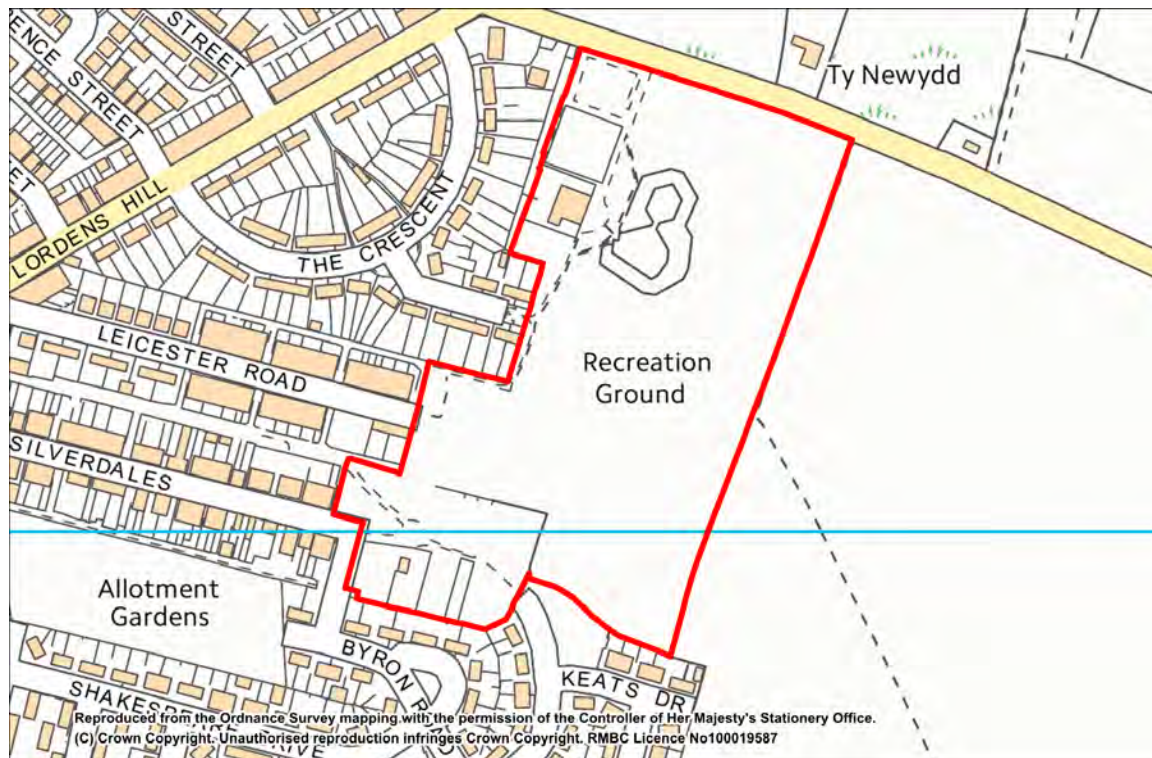 STREET
ENCE STREET
ET
LORDENS HILL
THE CRESCENT
Ty Newydd
LEICESTER ROAD
SILVERDALES
Recreation
Ground
Allotment
Gardens
BYRON
KEATS DR
Reproduced from the Ordnance Survey mapping with the permission of the Controller of Her Majesty's Stationery Office.
(C) Crown Copyright. Unauthorised reproduction infringes Crown Copyright. RMBC Licence No100019587